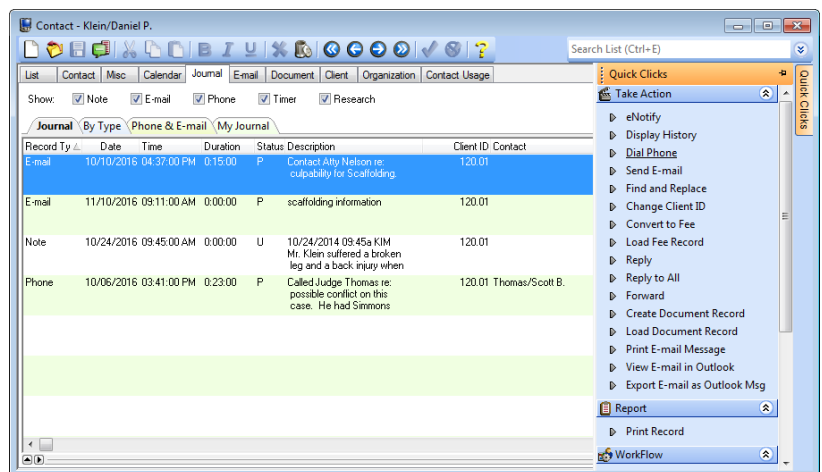 Contact - Klein/Daniel P.
B I U
Search List (Ctrl+E)
List Contact Misc Calendar Journal E-mail Document Client Organization Contact Usage
Show: Note E-mail Phone Timer Research
Journal By Type Phone & E-mail My Journal
Record Ty Date Time Duration Status Description Client ID Contact
E-mail 10/10/2016 04:37:00 PM 0:15:00 P Contact Atty Nelson re: 120.01
culpability for Scaffolding.
E-mail 11/10/2016 09:11:00 AM 0:00:00 P scaffolding information 120.01
Note 10/24/2016 09:45:00 AM 0:00:00 U 10/24/2014 09:45a KIM 120.01
Mr. Klein suffered a broken
leg and a back injury when
Phone 10/06/2016 03:41:00 PM 0:23:00 P Called Judge Thomas re: 120.01 Thomas/Scott B.
possible conflict on this
case. He had Simmons
Quick Clicks
Take Action
eNotify
Display History
Dial Phone
Send E-mail
Find and Replace
Change Client ID
Convert to Fee
Load Fee Record
Reply
Reply to All
Forward
Create Document Record
Load Document Record
Print E-mail Message
View E-mail in Outlook
Export E-mail as Outlook Msg
Report
Print Record
WorkFlow
Quick Clicks